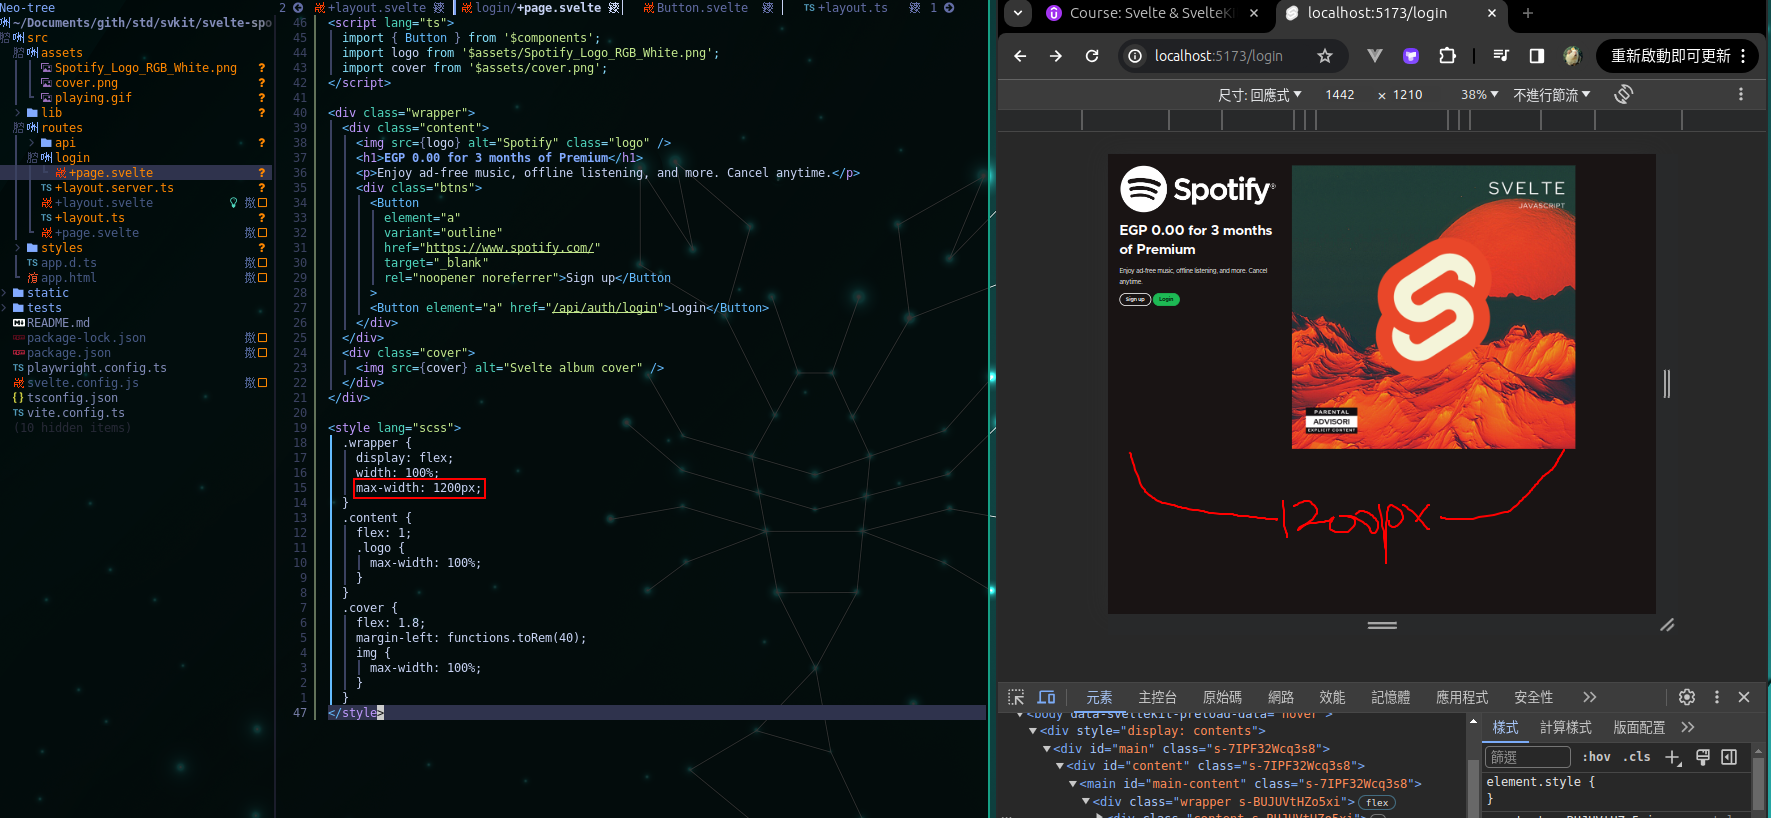 Neo-tree
~/Documents/gith/std/svkit/svelte-spo
src
assets
Spotify_Logo_RGB_White.png ?
cover.png ?
playing.gif ?
lib ?
routes
api ?
login
+page.svelte ?
TS +layout.server.ts ?
+layout.svelte
TS +layout.ts ?
+page.svelte
styles ?
TS app.d.ts
app.html
static
tests
README.md
package-lock.json
package.json
TS playwright.config.ts
svelte.config.js
{} tsconfig.json
TS vite.config.ts
(10 hidden items)
2 +layout.svelte login/+page.svelte Button.svelte TS +layout.ts 1
46 <script lang="ts">
45 import { Button } from '$components';
44 import logo from '$assets/Spotify_Logo_RGB_White.png';
43 import cover from '$assets/cover.png';
42 </script>
41
40 <div class="wrapper">
39 <div class="content">
38 <img src={logo} alt="Spotify" class="logo" />
37 <h1>EGP 0.00 for 3 months of Premium</h1>
36 <p>Enjoy ad-free music, offline listening, and more. Cancel anytime.</p>
35 <div class="btns">
34 <Button
33 element="a"
32 variant="outline"
31 href="https://www.spotify.com/"
30 target="_blank"
29 rel="noopener noreferrer">Sign up</Button
28 >
27 <Button element="a" href="/api/auth/login">Login</Button>
26 </div>
25 </div>
24 <div class="cover">
23 <img src={cover} alt="Svelte album cover" />
22 </div>
21 </div>
20
19 <style lang="scss">
18 .wrapper {
17 display: flex;
16 width: 100%;
15 max-width: 1200px;
14 }
13 .content {
12 flex: 1;
11 .logo {
10 max-width: 100%;
9 }
8 }
7 .cover {
6 flex: 1.8;
5 margin-left: functions.toRem(40);
4 img {
3 max-width: 100%;
2 }
1 }
47 </style>
Course: Svelte & SvelteKi
localhost:5173/login
localhost:5173/login
重新啟動即可更新
尺寸: 回應式 1442 × 1210 38% 不進行節流
Spotify®
EGP 0.00 for 3 months
of Premium
Enjoy ad-free music, offline listening, and more. Cancel
anytime.
Sign up Login
SVELTE
JAVASCRIPT
PARENTAL
ADVISORI
EXPLICIT CONTENT
1200px
元素 主控台 原始碼 網路 效能 記憶體 應用程式 安全性
<body data-sveltekit-preload-data="hover">
<div style="display: contents">
<div id="main" class="s-7IPF32Wcq3s8">
<div id="content" class="s-7IPF32Wcq3s8">
<main id="main-content" class="s-7IPF32Wcq3s8">
<div class="wrapper s-BUJUVtHZo5xi"> flex
<div class="content s-BUJUVtHZo5xi">
樣式 計算樣式 版面配置
篩選 :hov .cls
element.style {
}